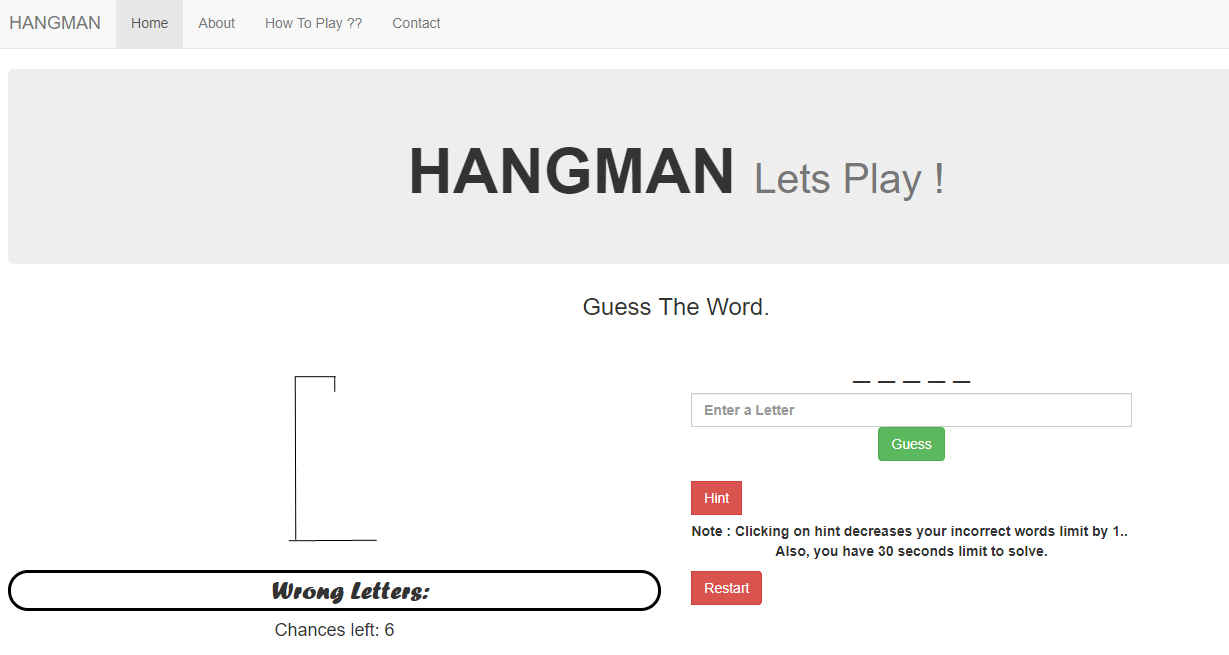 HANGMAN Home About How To Play ?? Contact
HANGMAN Lets Play !
Guess The Word.
_ _ _ _ _
Enter a Letter
Guess
Hint
Note : Clicking on hint decreases your incorrect words limit by 1..
Also, you have 30 seconds limit to solve.
Restart
Wrong Letters:
Chances left: 6